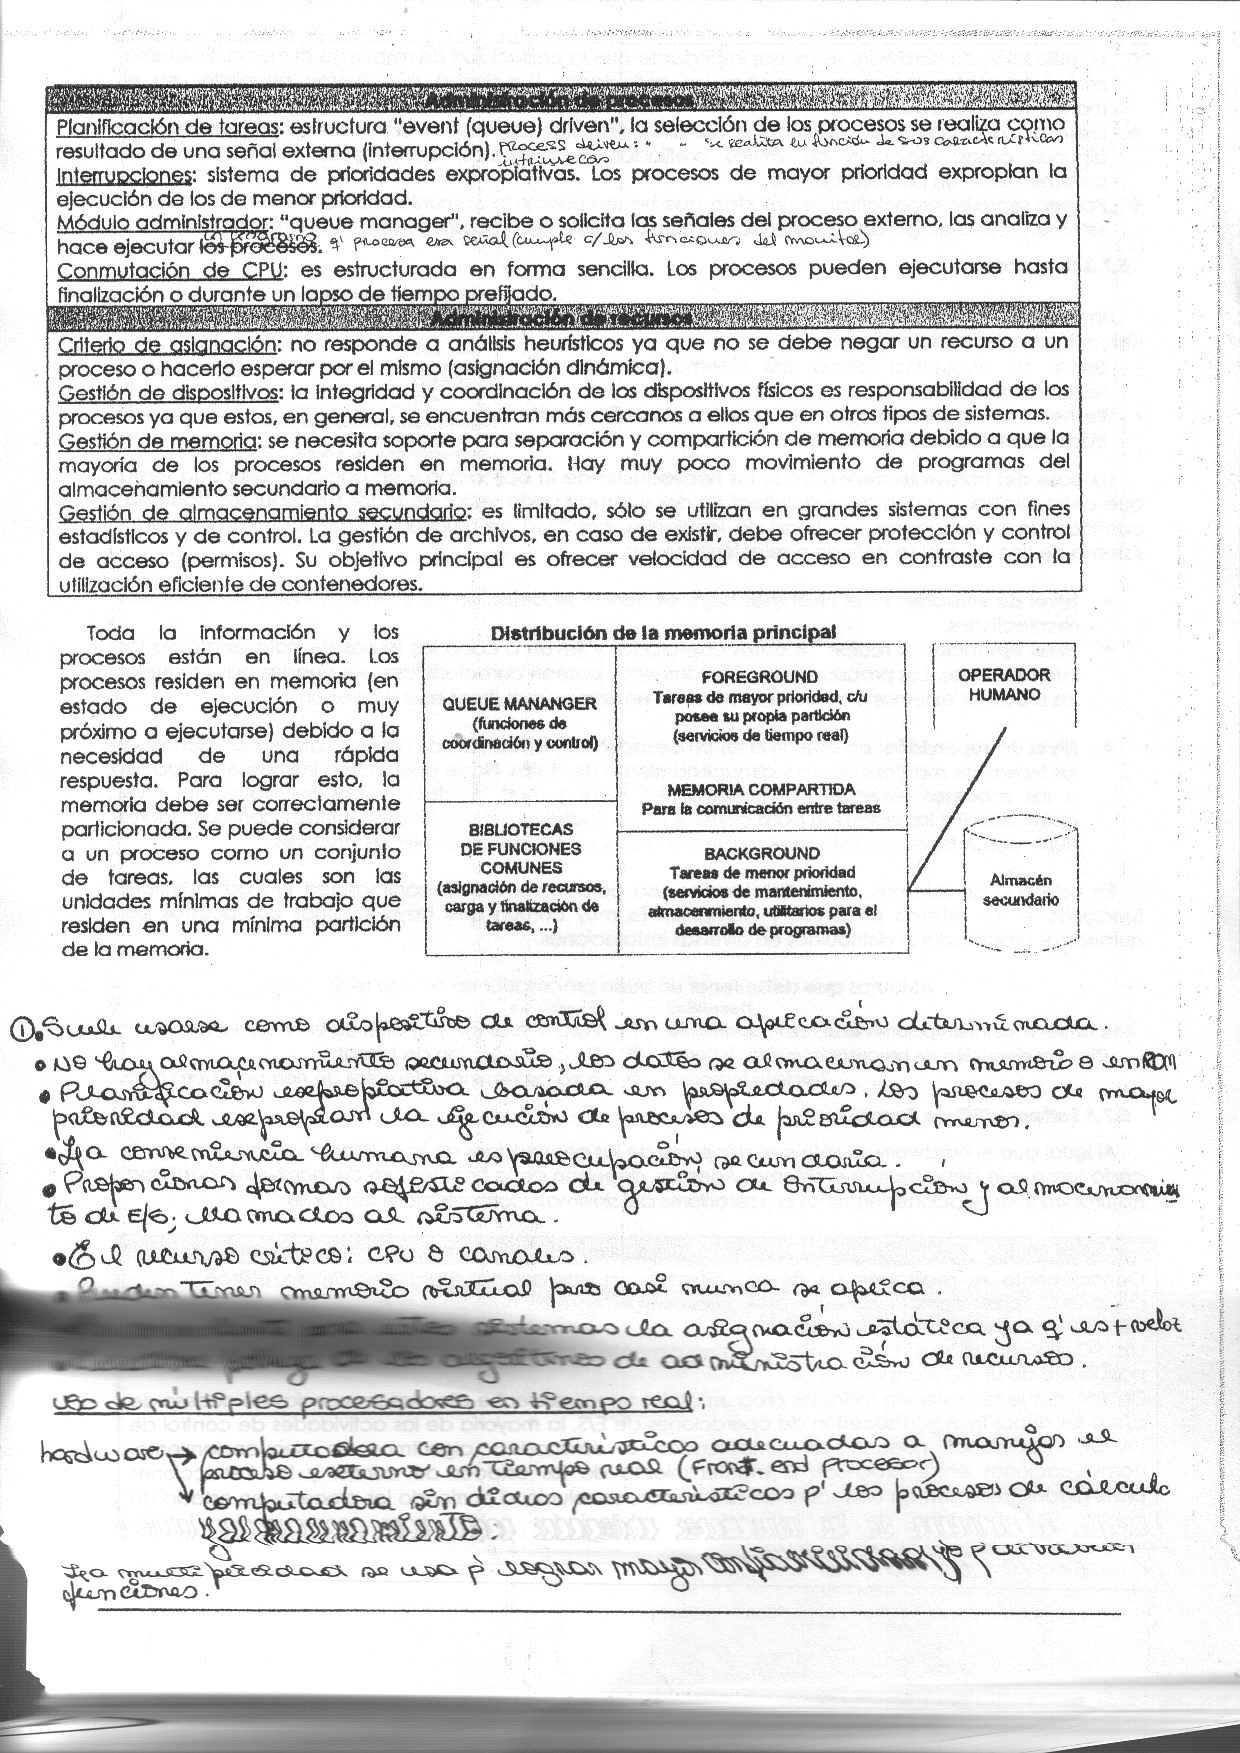 Administración de procesos
Planificación de tareas: estructura "event (queue) driven", la selección de los procesos se realiza como
resultado de una señal externa (interrupción). Process driven: " " se realiza en función de sus características
intrínsecas
Interrupciones: sistema de prioridades expropiativas. Los procesos de mayor prioridad expropian la
ejecución de los de menor prioridad.
Módulo administrador: "queue manager", recibe o solicita las señales del proceso externo, las analiza y
hace ejecutar los procesos. q' procesa esa señal (cumple c/ las funciones del monitor)
Conmutación de CPU: es estructurada en forma sencilla. Los procesos pueden ejecutarse hasta
finalización o durante un lapso de tiempo prefijado.
Administración de recursos
Criterio de asignación: no responde a análisis heurísticos ya que no se debe negar un recurso a un
proceso o hacerlo esperar por el mismo (asignación dinámica).
Gestión de dispositivos: la integridad y coordinación de los dispositivos físicos es responsabilidad de los
procesos ya que estos, en general, se encuentran más cercanos a ellos que en otros tipos de sistemas.
Gestión de memoria: se necesita soporte para separación y compartición de memoria debido a que la
mayoría de los procesos residen en memoria. Hay muy poco movimiento de programas del
almacenamiento secundario a memoria.
Gestión de almacenamiento secundario: es limitado, sólo se utilizan en grandes sistemas con fines
estadísticos y de control. La gestión de archivos, en caso de existir, debe ofrecer protección y control
de acceso (permisos). Su objetivo principal es ofrecer velocidad de acceso en contraste con la
utilización eficiente de contenedores.
Toda la información y los
procesos están en línea. Los
procesos residen en memoria (en
estado de ejecución o muy
próximo a ejecutarse) debido a la
necesidad de una rápida
respuesta. Para lograr esto, la
memoria debe ser correctamente
particionada. Se puede considerar
a un proceso como un conjunto
de tareas, las cuales son las
unidades mínimas de trabajo que
residen en una mínima partición
de la memoria.
Distribución de la memoria principal
QUEUE MANANGER
(funciones de
coordinación y control)
FOREGROUND
Tareas de mayor prioridad, c/u
posee su propia partición
(servicios de tiempo real)
MEMORIA COMPARTIDA
Para la comunicación entre tareas
OPERADOR
HUMANO
BIBLIOTECAS
DE FUNCIONES
COMUNES
(asignación de recursos,
carga y finalización de
tareas, ...)
BACKGROUND
Tareas de menor prioridad
(servicios de mantenimiento,
almacenmiento, utilitarios para el
desarrollo de programas)
Almacén
secundario
① • Suele usarse como dispositivo de control en una aplicación determinada.
• No hay almacenamiento secundario, los datos se almacenan en memoria o en ROM
• Planificación expropiativa basada en propiedades. Los procesos de mayor
prioridad expropian la ejecución de procesos de prioridad menor.
• La conveniencia humana es preocupación secundaria.
• Proporcionar formas sofisticadas de gestión de interrupción y almacenamien
to de E/S; llamados al sistema.
• El recurso crítico: CPU o canales.
• Pueden tener memoria virtual pero casi nunca se aplica.
sistemas la asignación estática ya q' es + veloz
de los algoritmos de administración de recursos.
uso de múltiples procesadores en tiempo real:
hardware → computadora con características adecuadas a manejar el
proceso externo en tiempo real (Front-end Procesor)
computadora sin dichas características p' los procesos de cálculo
La se usa p' lograr mayor confiabilidad
funciones.